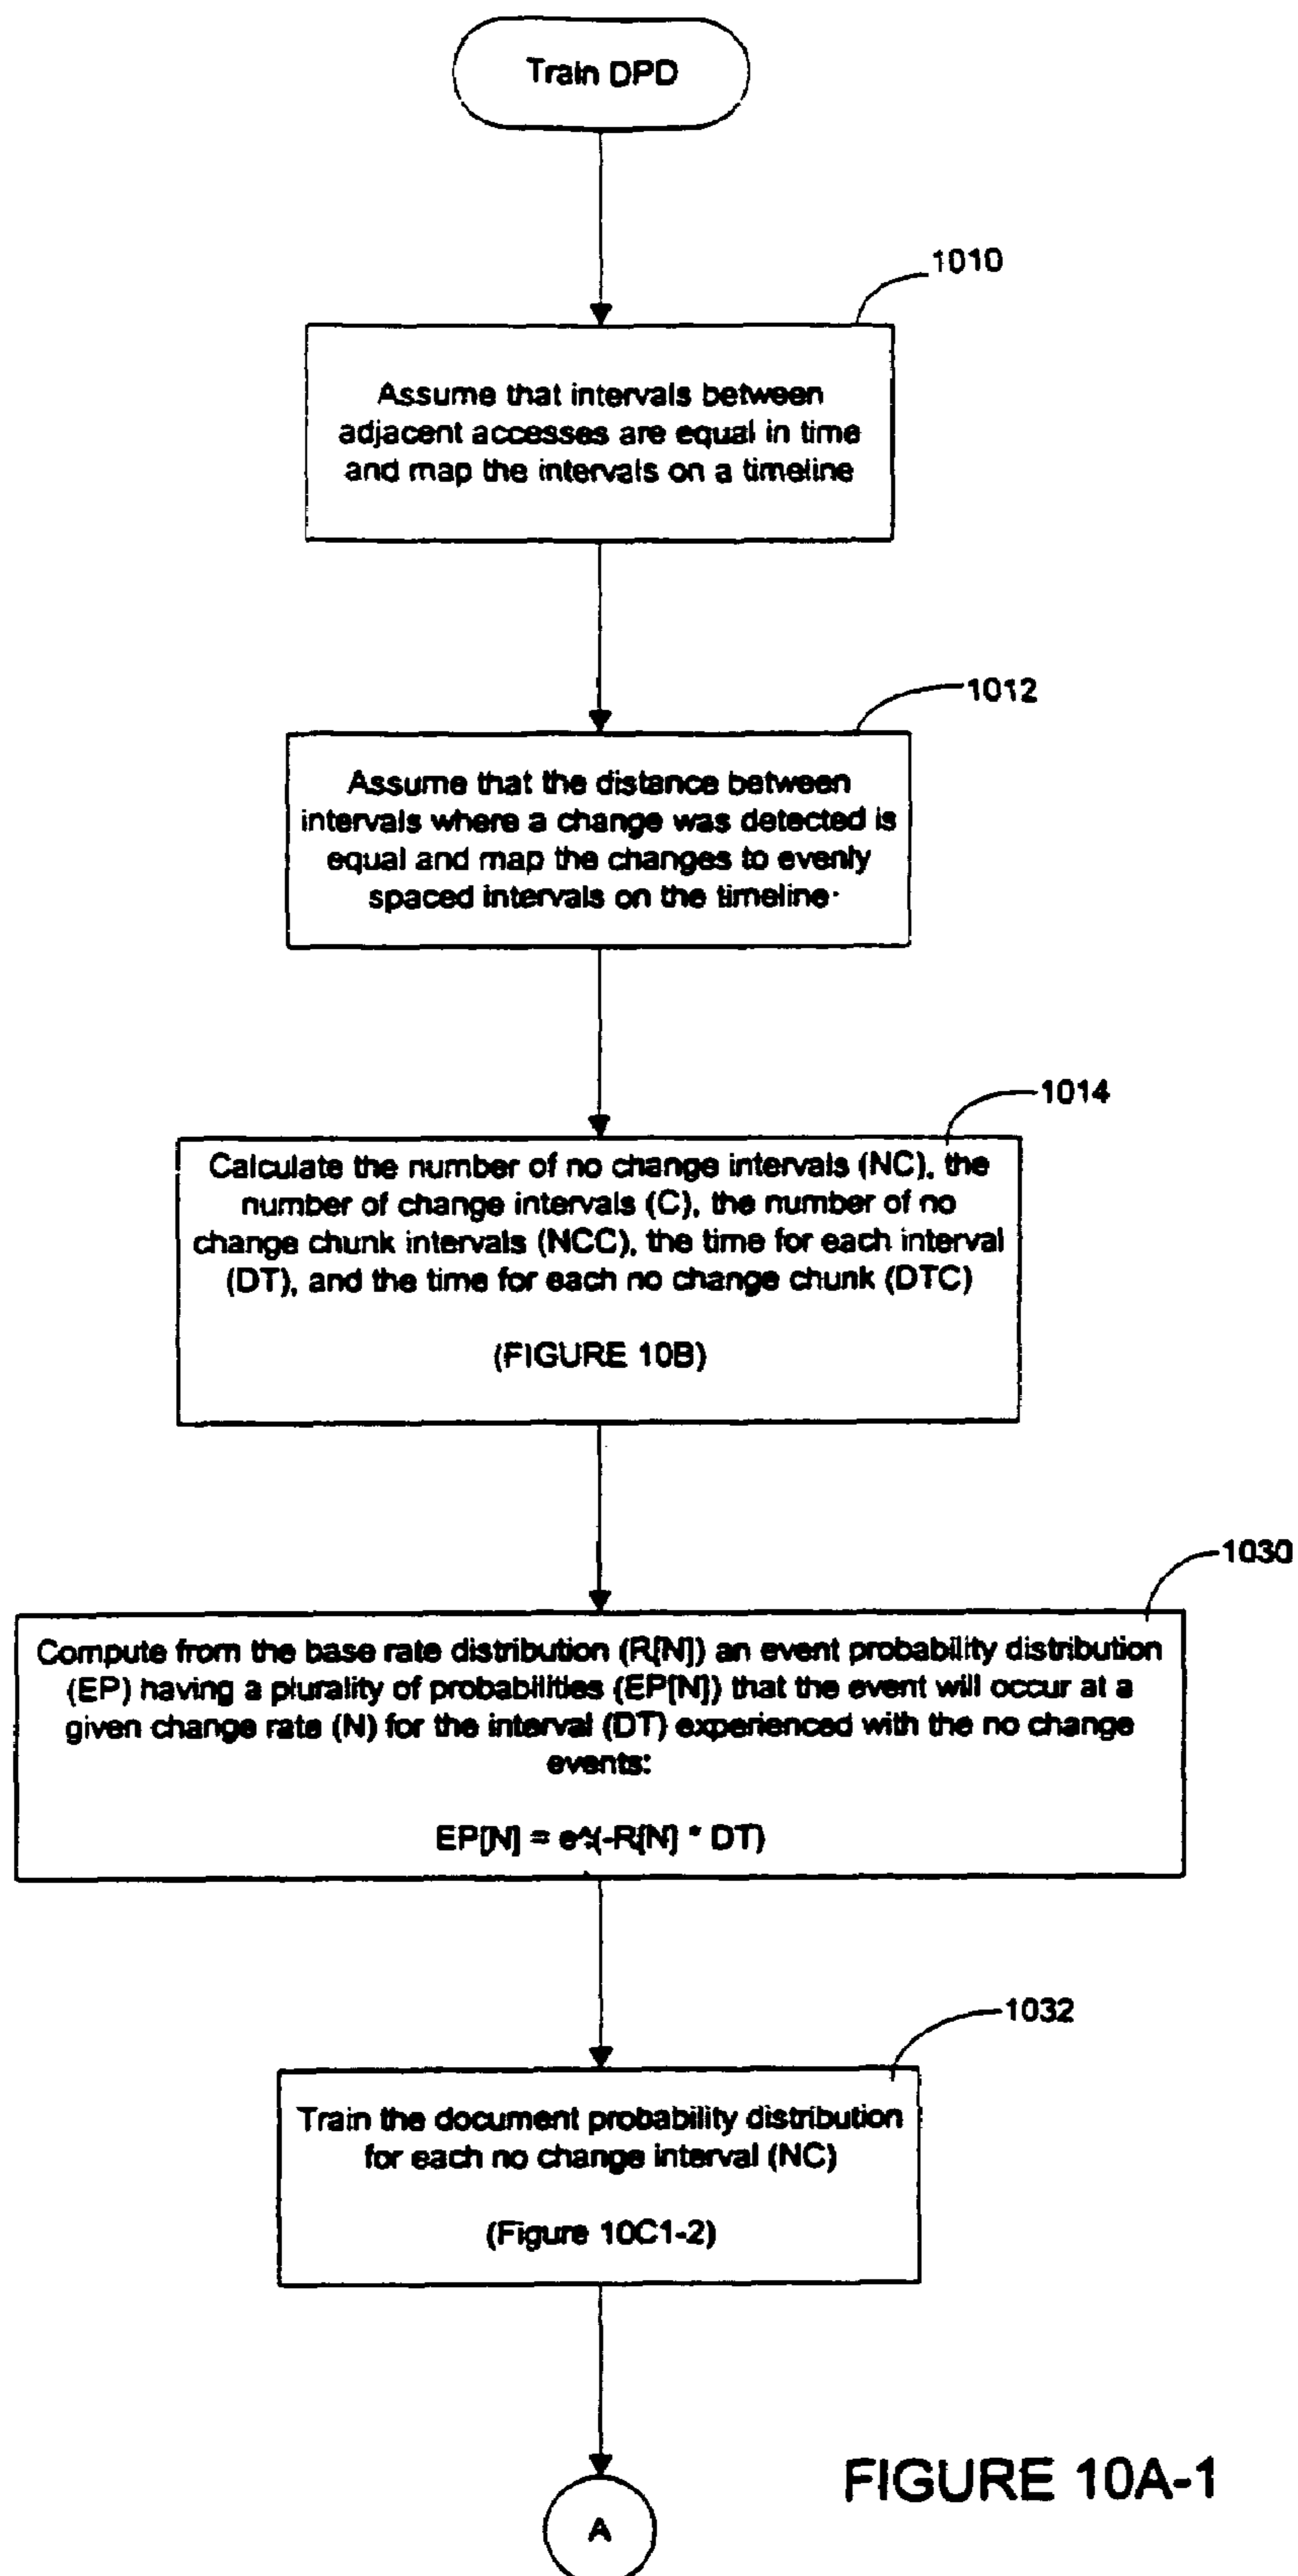 Train DPD
1010
Assume that intervals between
adjacent accesses are equal in time
and map the intervals on a timeline
1012
Assume that the distance between
intervals where a change was detected is
equal and map the changes to evenly
spaced intervals on the timeline
1014
Calculate the number of no change intervals (NC), the
number of change intervals (C), the number of no
change chunk intervals (NCC), the time for each interval
(DT), and the time for each no change chunk (DTC)
(FIGURE 10B)
1030
Compute from the base rate distribution (R[N]) an event probability distribution
(EP) having a plurality of probabilities (EP[N]) that the event will occur at a
given change rate (N) for the interval (DT) experienced with the no change
events:
EP[N] = e^(-R[N] * DT)
1032
Train the document probability distribution
for each no change interval (NC)
(Figure 10C1-2)
A
FIGURE 10A-1